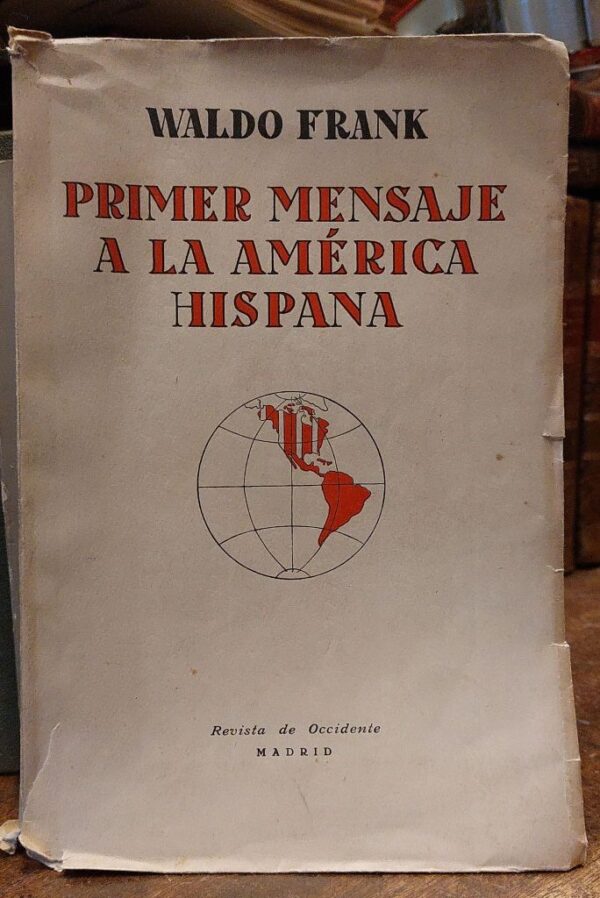 WALDO FRANK
PRIMER MENSAJE
A LA AMÉRICA
HISPANA
Revista de Occidente
MADRID